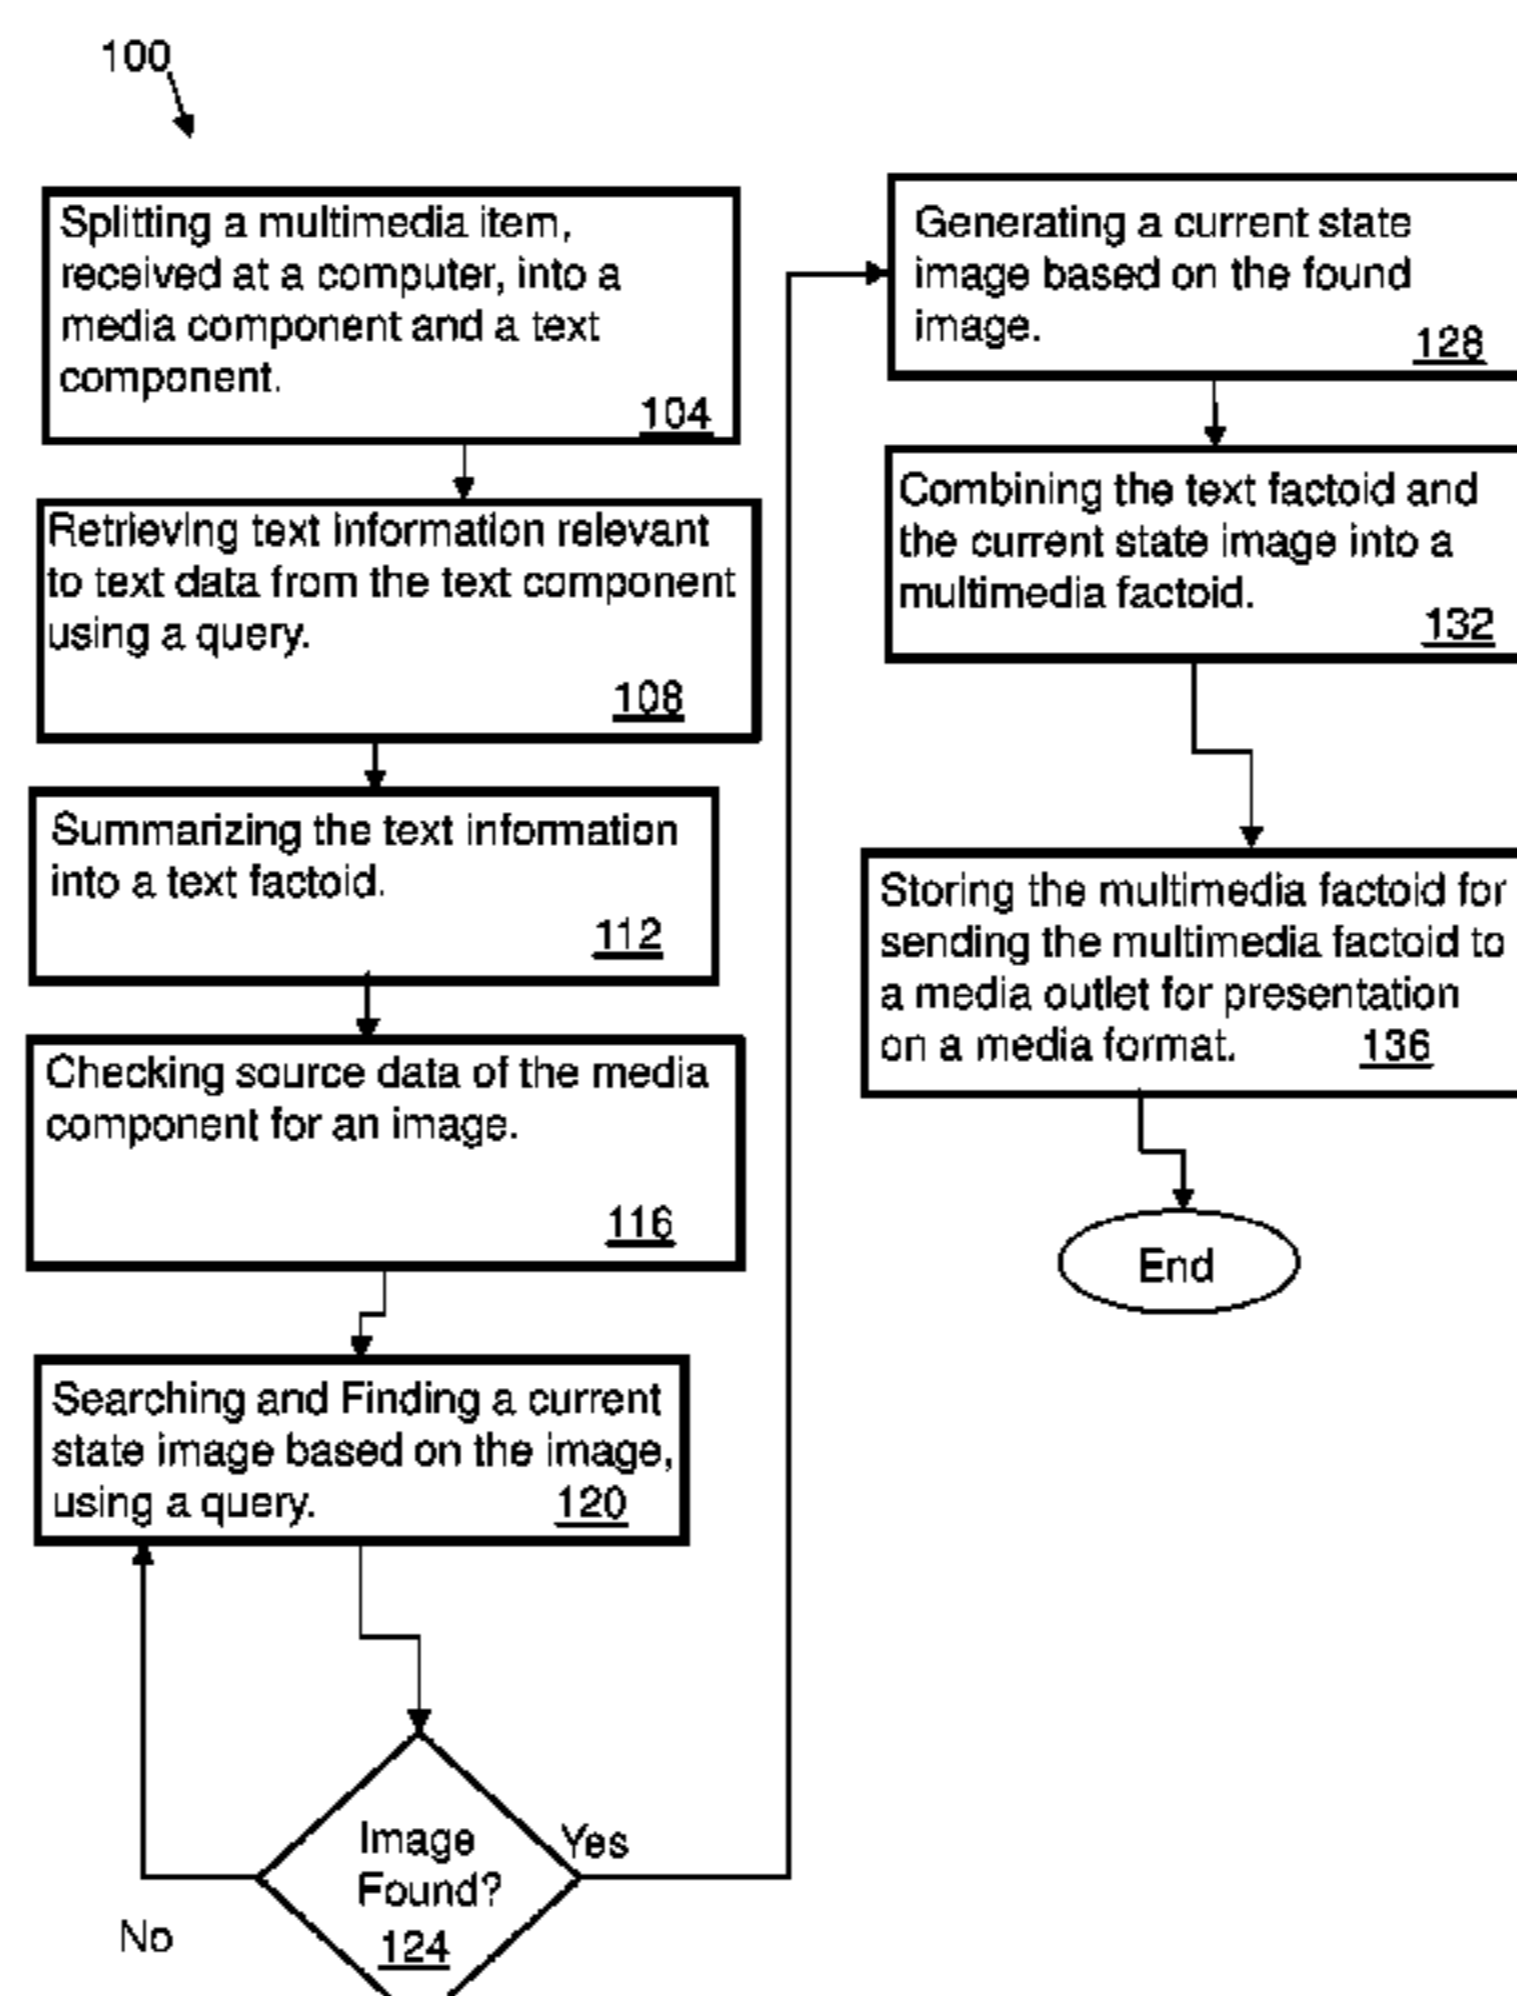 100
Splitting a multimedia item,
received at a computer, into a
media component and a text
component.
104
Retrieving text information relevant
to text data from the text component
using a query.
108
Summarizing the text information
into a text factoid.
112
Checking source data of the media
component for an image.
116
Searching and Finding a current
state image based on the image,
using a query. 120
Image
Found?
124
Yes
No
Generating a current state
image based on the found
image.
128
Combining the text factoid and
the current state image into a
multimedia factoid.
132
Storing the multimedia factoid for
sending the multimedia factoid to
a media outlet for presentation
on a media format. 136
End